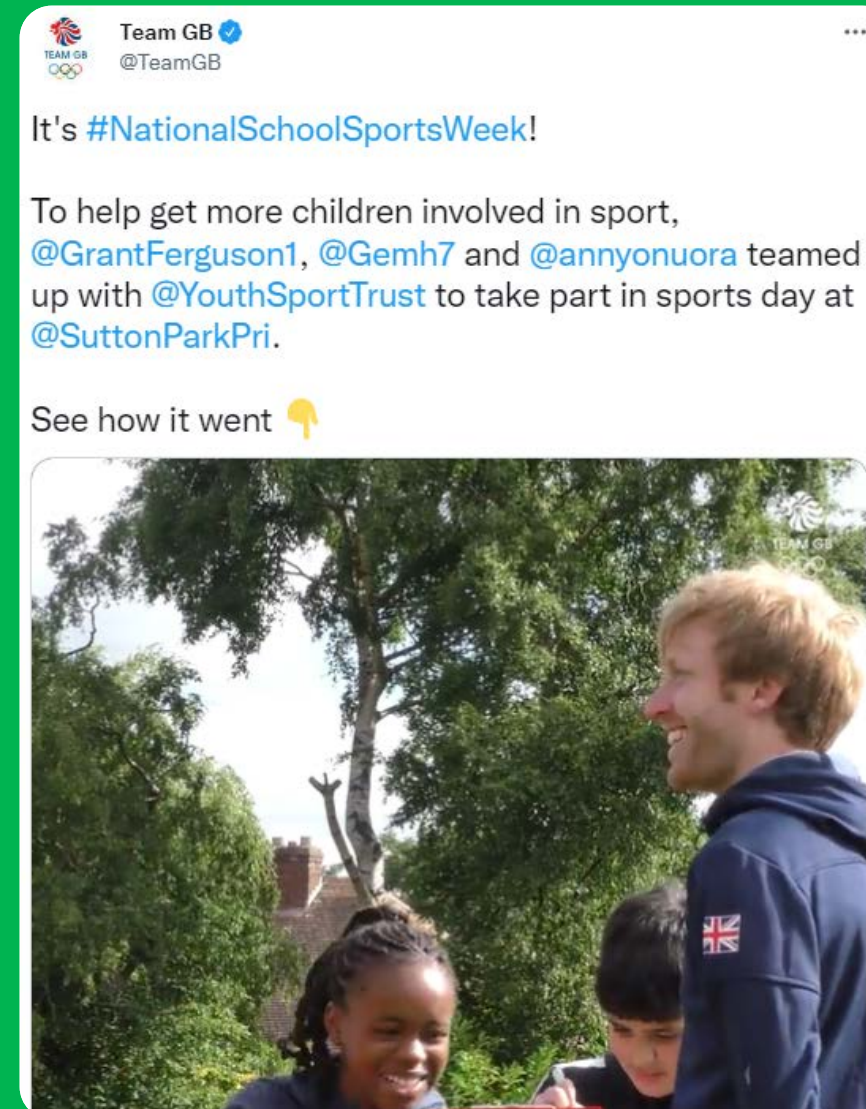 Team GB
TEAM GB
@TeamGB
It's #NationalSchoolSportsWeek!
To help get more children involved in sport,
@GrantFerguson1, @Gemh7 and @annyonuora teamed
up with @YouthSportTrust to take part in sports day at
@SuttonParkPri.
See how it went 👇
TEAM GB